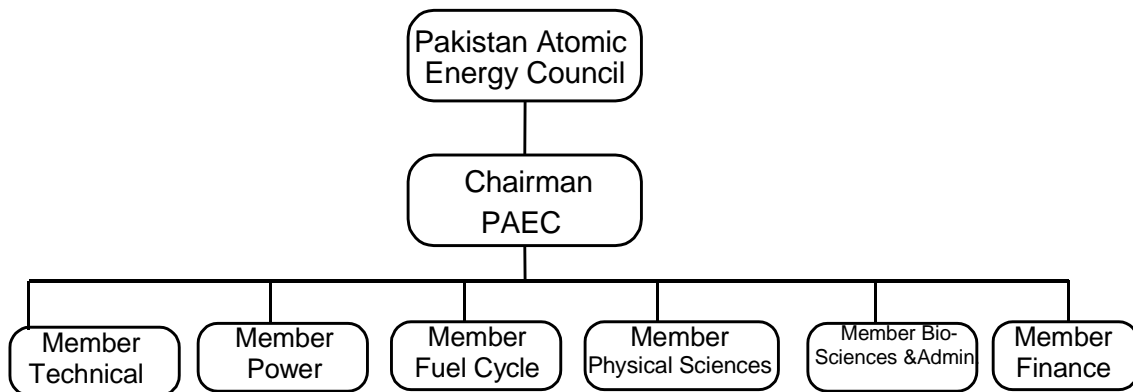 Pakistan Atomic
Energy Council
Chairman
PAEC
Member
Technical
Member
Power
Member
Fuel Cycle
Member
Physical Sciences
Member Bio-
Sciences &Admin
Member
Finance